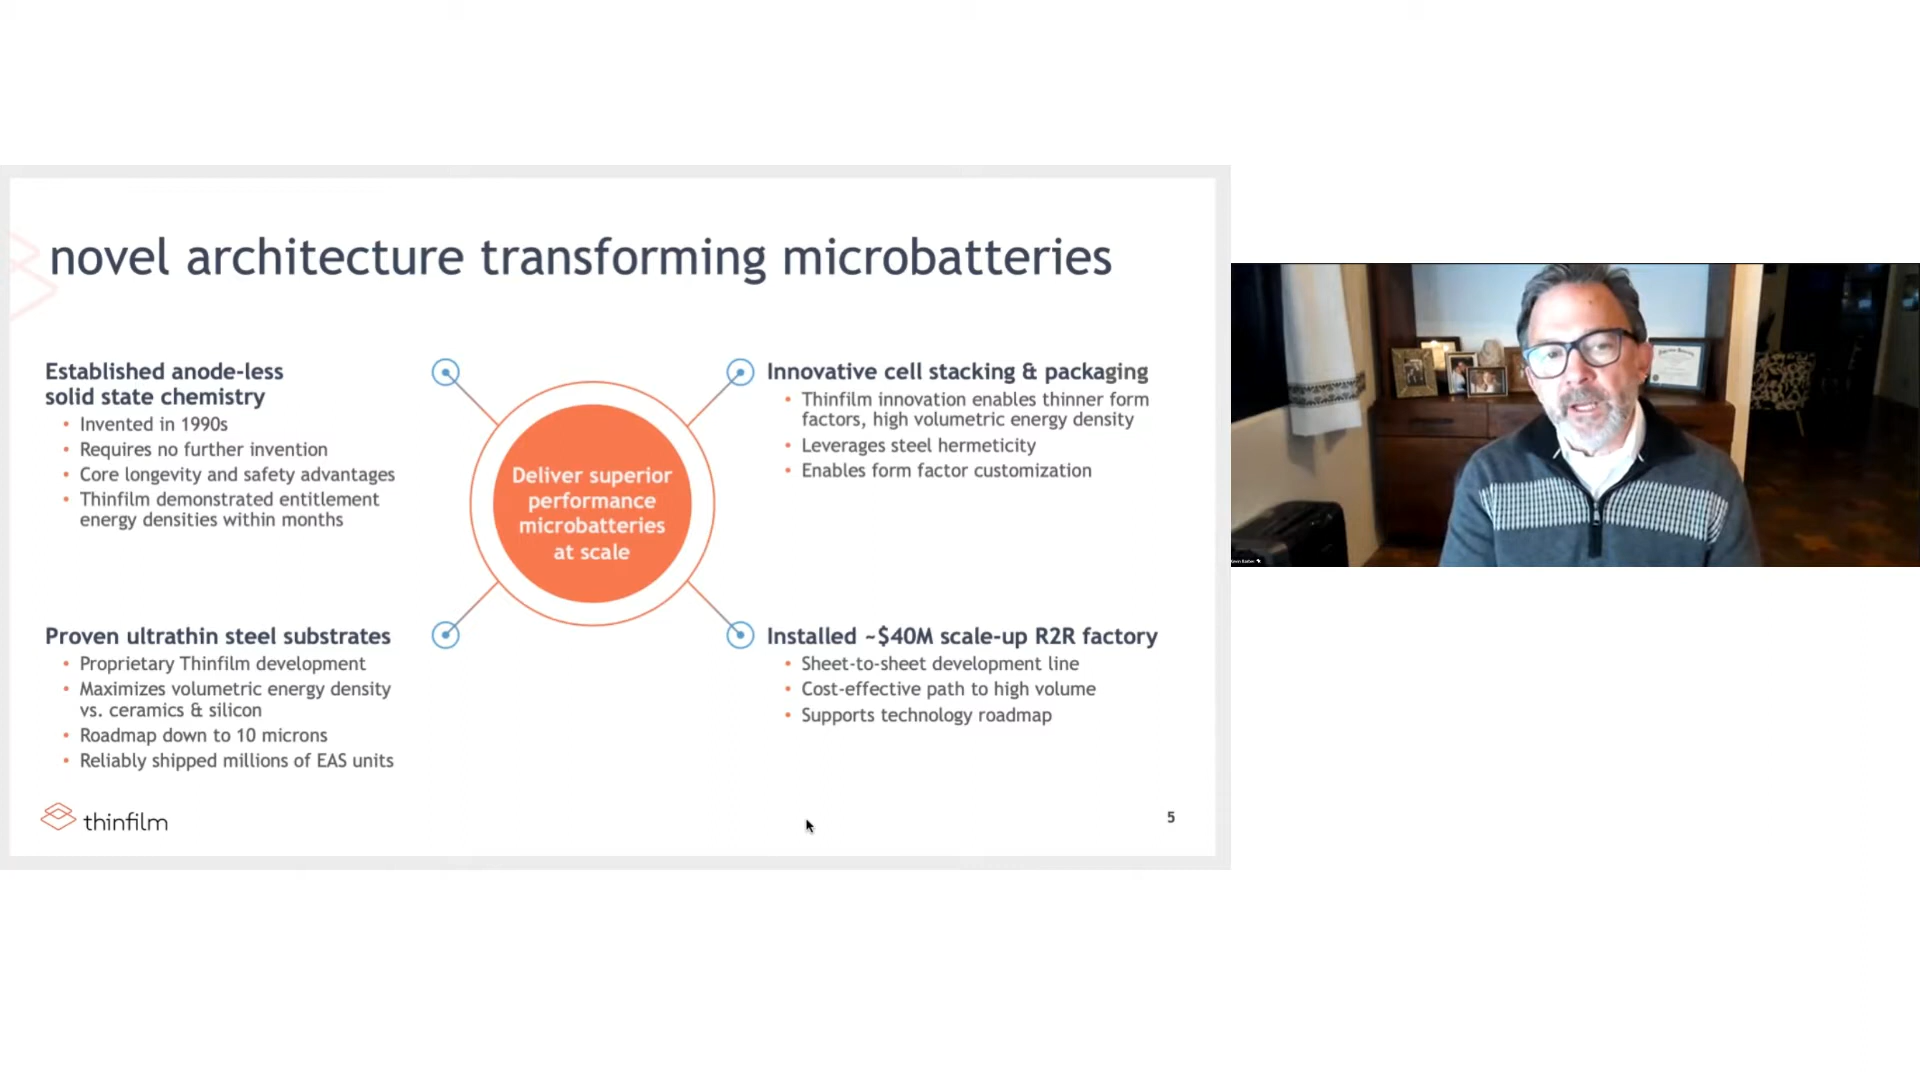 novel architecture transforming microbatteries
Established anode-less
solid state chemistry
• Invented in 1990s
• Requires no further invention
• Core longevity and safety advantages
• Thinfilm demonstrated entitlement
energy densities within months
Innovative cell stacking & packaging
• Thinfilm innovation enables thinner form
factors, high volumetric energy density
• Leverages steel hermeticity
• Enables form factor customization
Deliver superior
performance
microbatteries
at scale
Proven ultrathin steel substrates
• Proprietary Thinfilm development
• Maximizes volumetric energy density
vs. ceramics & silicon
• Roadmap down to 10 microns
• Reliably shipped millions of EAS units
Installed ~$40M scale-up R2R factory
• Sheet-to-sheet development line
• Cost-effective path to high volume
• Supports technology roadmap
thinfilm
5